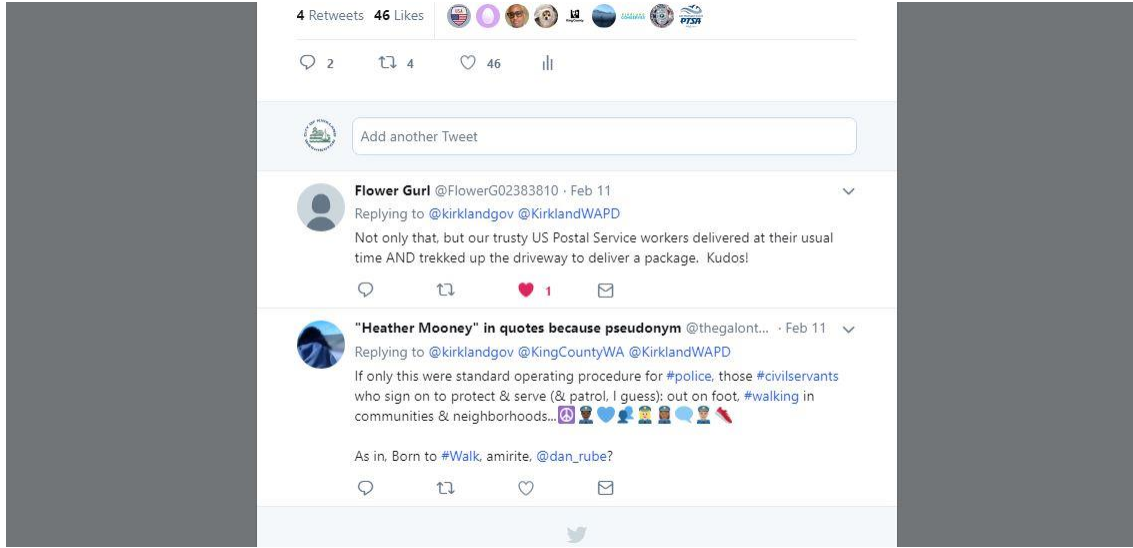 4 Retweets 46 Likes
2 4 46
Add another Tweet
Flower Gurl @FlowerG02383810 · Feb 11
Replying to @kirklandgov @KirklandWAPD
Not only that, but our trusty US Postal Service workers delivered at their usual
time AND trekked up the driveway to deliver a package. Kudos!
1
"Heather Mooney" in quotes because pseudonym @thegalont... · Feb 11
Replying to @kirklandgov @KingCountyWA @KirklandWAPD
If only this were standard operating procedure for #police, those #civilservants
who sign on to protect & serve (& patrol, I guess): out on foot, #walking in
communities & neighborhoods...☮️👮🏿💙👥👮🏼👮🏾🗨️👮🏽👟
As in, Born to #Walk, amirite, @dan_rube?